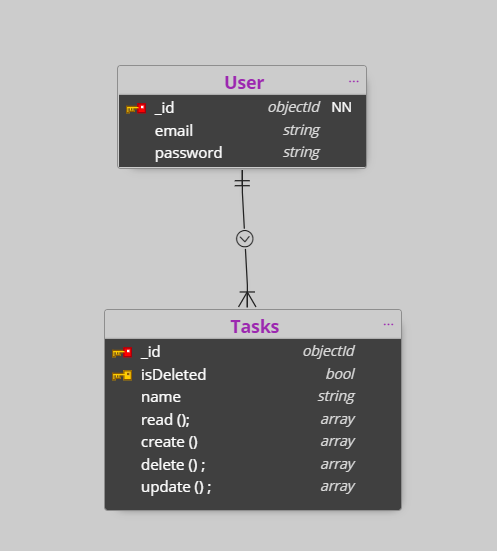 User ...
_id objectId NN
email string
password string
Tasks ...
_id objectId
isDeleted bool
name string
read (); array
create () array
delete () ; array
update () ; array